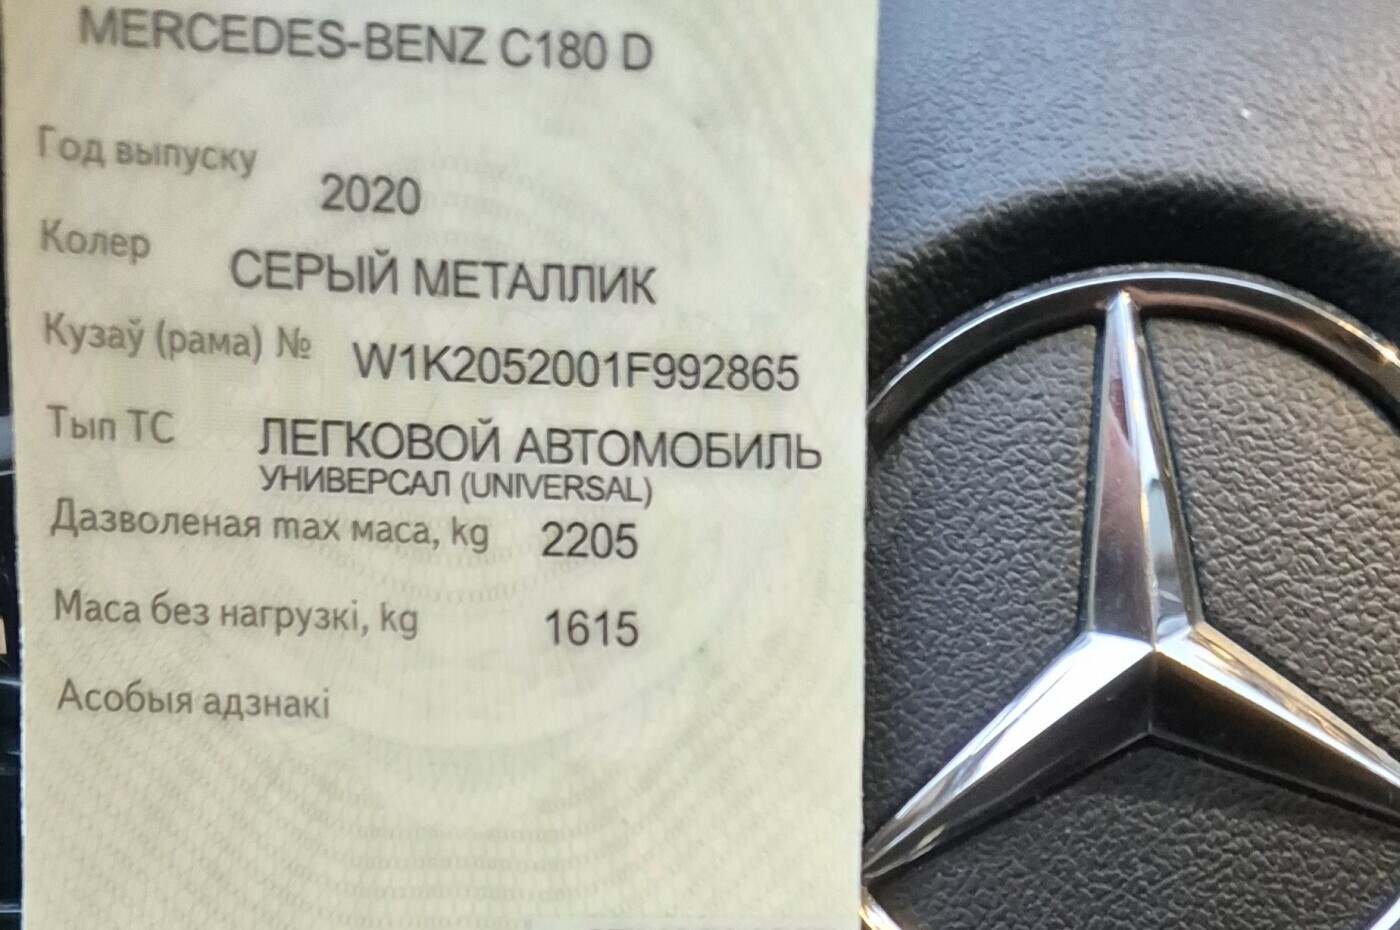 MERCEDES-BENZ C180 D
Год выпуску
2020
Колер
СЕРЫЙ МЕТАЛЛИК
Кузаў (рама) №
W1K2052001F992865
Тып ТС
ЛЕГКОВОЙ АВТОМОБИЛЬ
УНИВЕРСАЛ (UNIVERSAL)
Дазволеная max маса, kg 2205
Маса без нагрузкі, kg 1615
Асобыя адзнакі